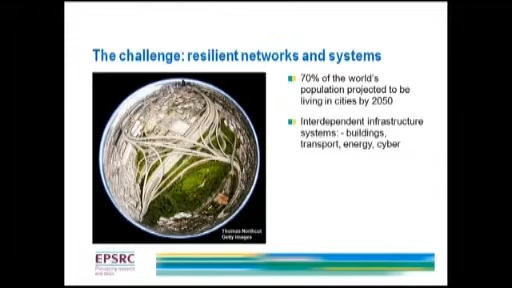 The challenge: resilient networks and systems
70% of the world's
population projected to be
living in cities by 2050
Interdependent infrastructure
systems: - buildings,
transport, energy, cyber
Thomas Northcut
Getty Images
EPSRC